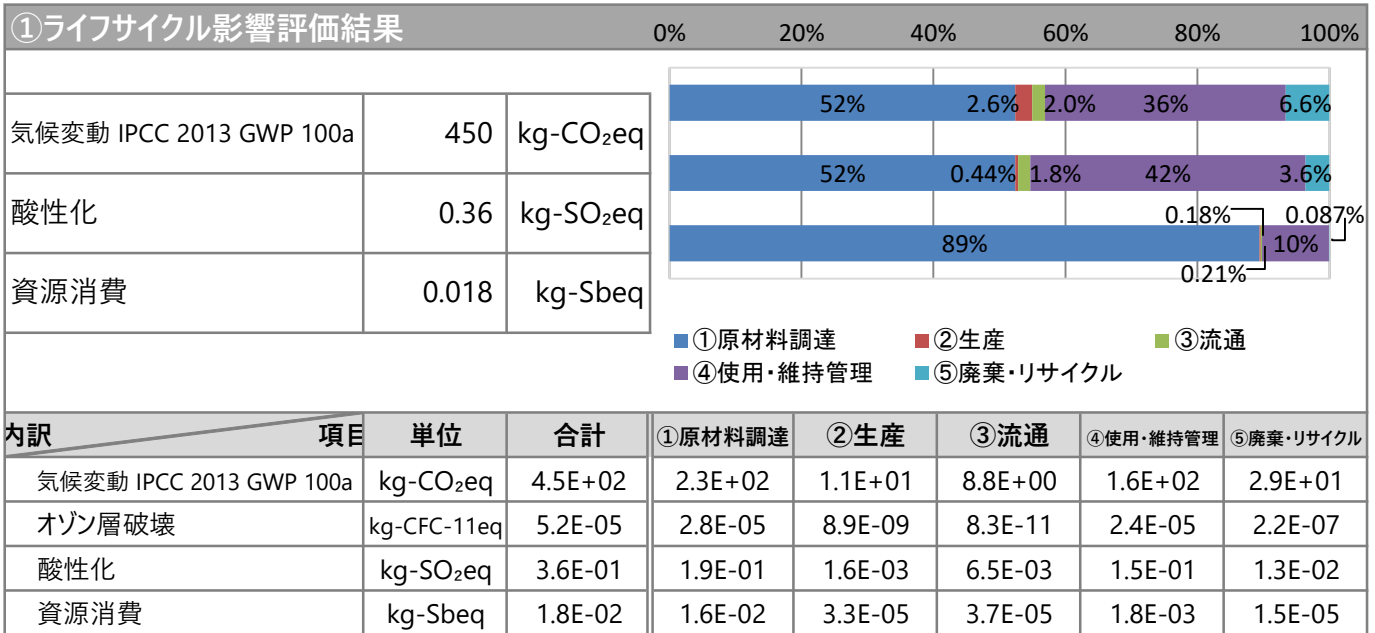 ①ライフサイクル影響評価結果 0% 20% 40% 60% 80% 100%
気候変動 IPCC 2013 GWP 100a 450 kg-CO₂eq
52% 2.6% 2.0% 36% 6.6%
酸性化 0.36 kg-SO₂eq
52% 0.44% 1.8% 42% 3.6%
0.18% 0.087%
89% 10%
0.21%
資源消費 0.018 kg-Sbeq
①原材料調達 ②生産 ③流通
④使用・維持管理 ⑤廃棄・リサイクル
内訳 項目 単位 合計 ①原材料調達 ②生産 ③流通 ④使用・維持管理 ⑤廃棄・リサイクル
気候変動 IPCC 2013 GWP 100a kg-CO₂eq 4.5E+02 2.3E+02 1.1E+01 8.8E+00 1.6E+02 2.9E+01
オゾン層破壊 kg-CFC-11eq 5.2E-05 2.8E-05 8.9E-09 8.3E-11 2.4E-05 2.2E-07
酸性化 kg-SO₂eq 3.6E-01 1.9E-01 1.6E-03 6.5E-03 1.5E-01 1.3E-02
資源消費 kg-Sbeq 1.8E-02 1.6E-02 3.3E-05 3.7E-05 1.8E-03 1.5E-05